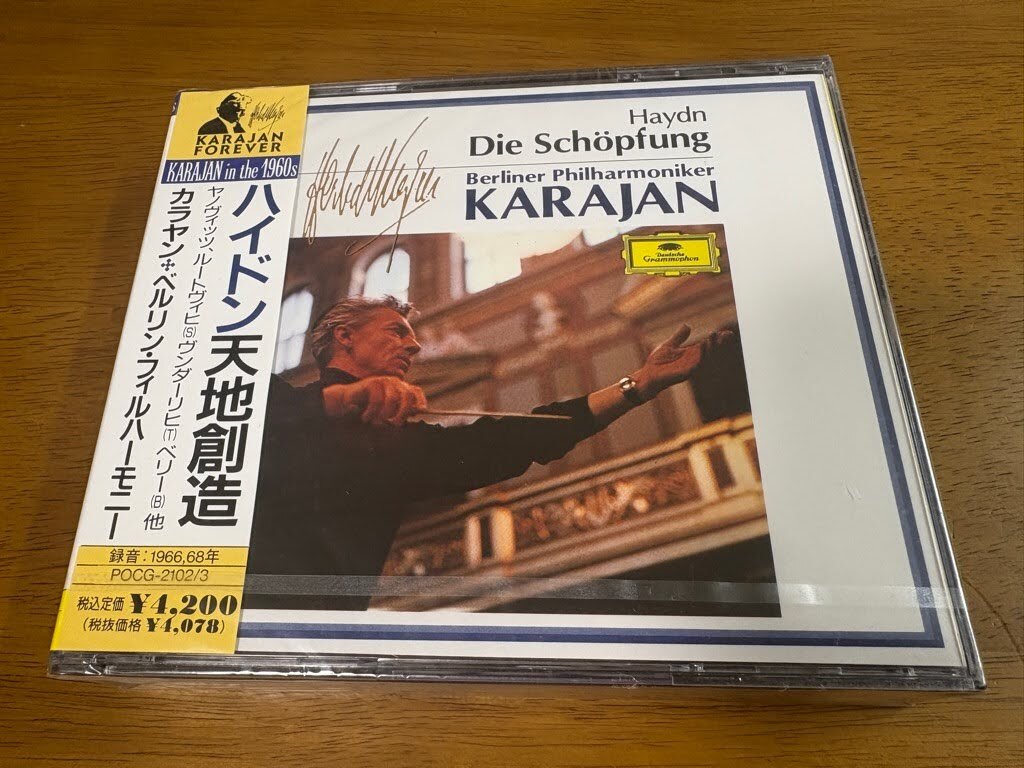 KARAJAN
FOREVER
KARAJAN in the 1960s
ハイドン天地創造
ヤノヴィッツ、ルートヴィヒ(S)ヴンダーリヒ(T)ベリー(B)他
カラヤン✣ベルリン・フィルハーモニー
録音：1966,68年
POCG-2102/3
税込定価 ¥4,200
(税抜価格 ¥4,078)
Haydn
Die Schöpfung
Berliner Philharmoniker
KARAJAN
Deutsche
Grammophon